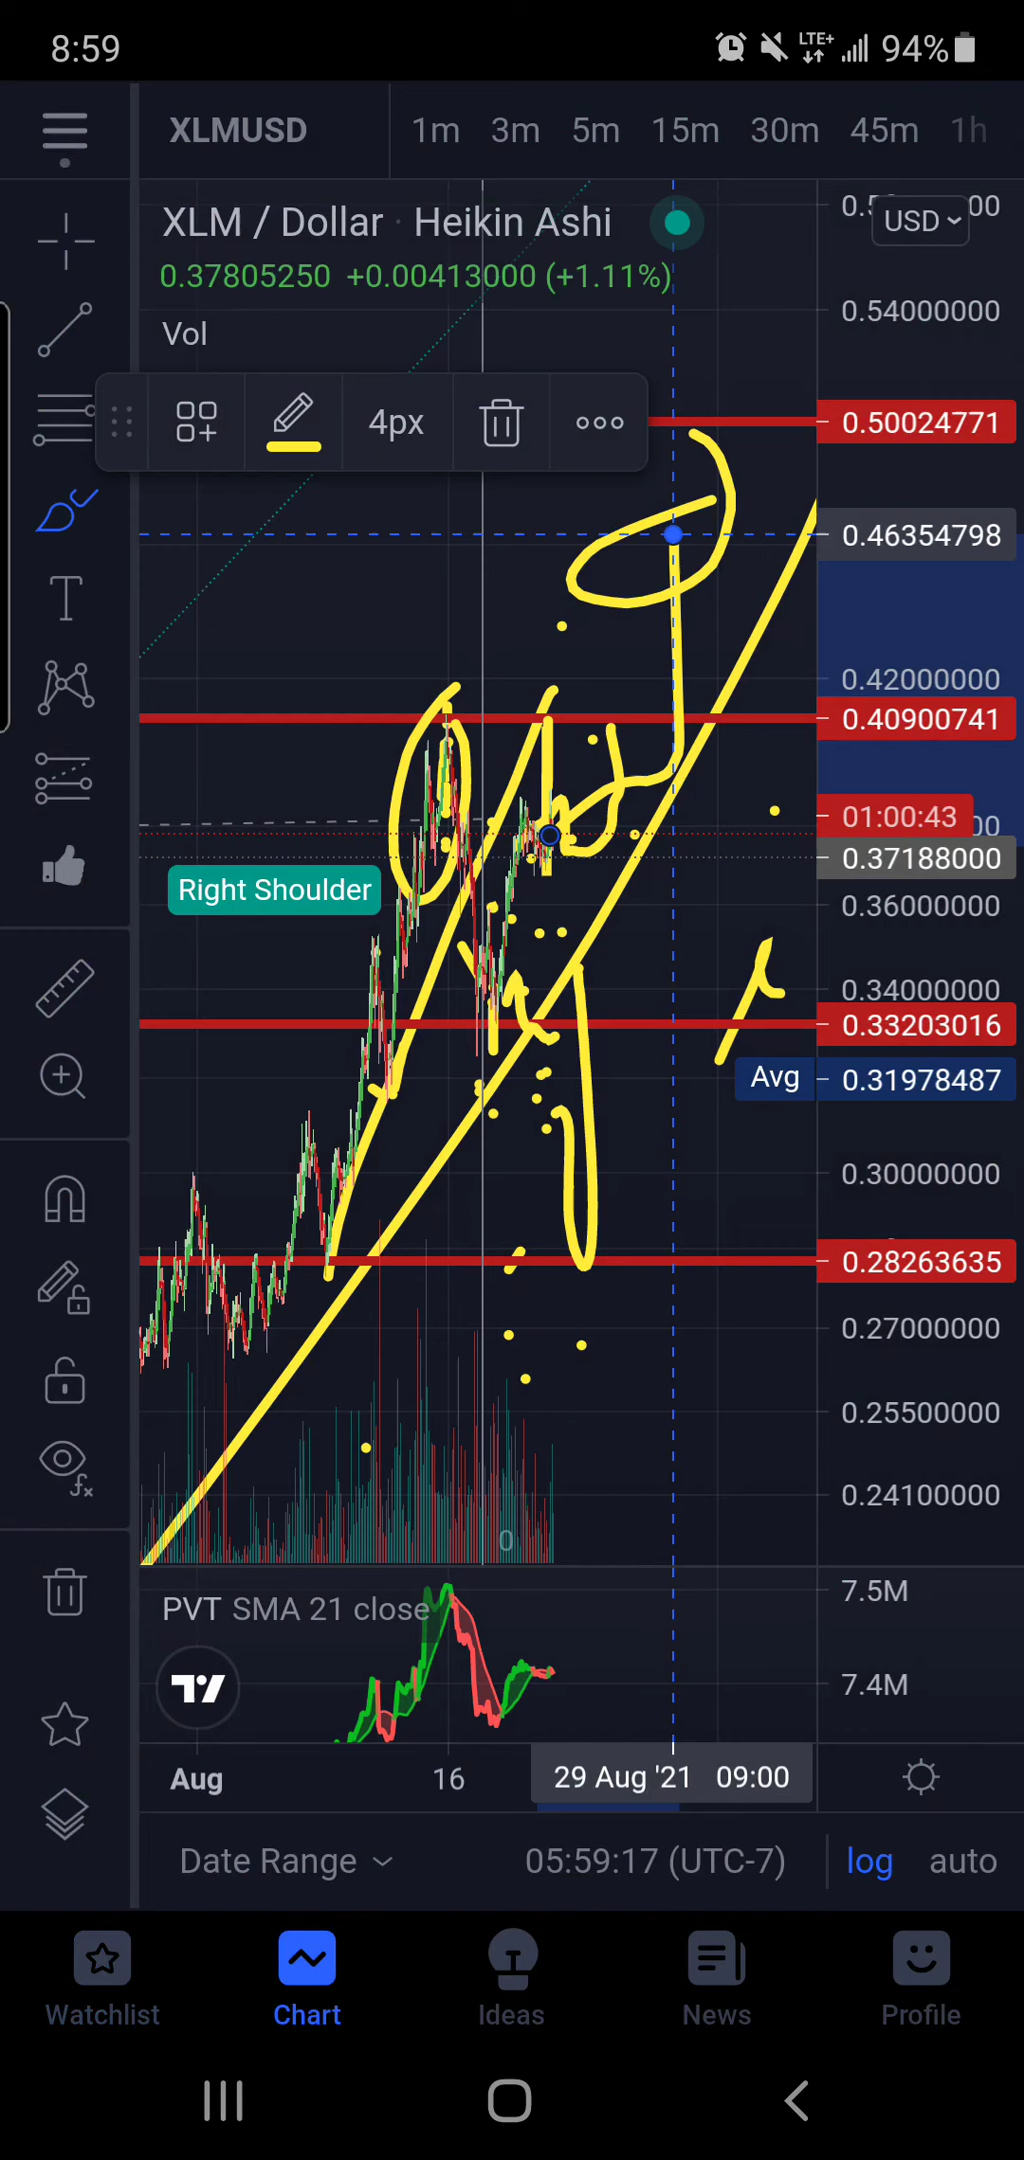 8:59 LTE+ 94%
XLMUSD 1m 3m 5m 15m 30m 45m 1h
XLM / Dollar · Heikin Ashi
USD
0.37805250 +0.00413000 (+1.11%)
0.54000000
Vol
4px
0.50024771
0.46354798
0.42000000
0.40900741
01:00:43
0.37188000
Right Shoulder
0.36000000
0.34000000
0.33203016
Avg 0.31978487
0.30000000
0.28263635
0.27000000
0.25500000
0.24100000
0
7.5M
PVT SMA 21 close
7.4M
Aug 16 29 Aug '21 09:00
Date Range 05:59:17 (UTC-7) log auto
Watchlist Chart Ideas News Profile